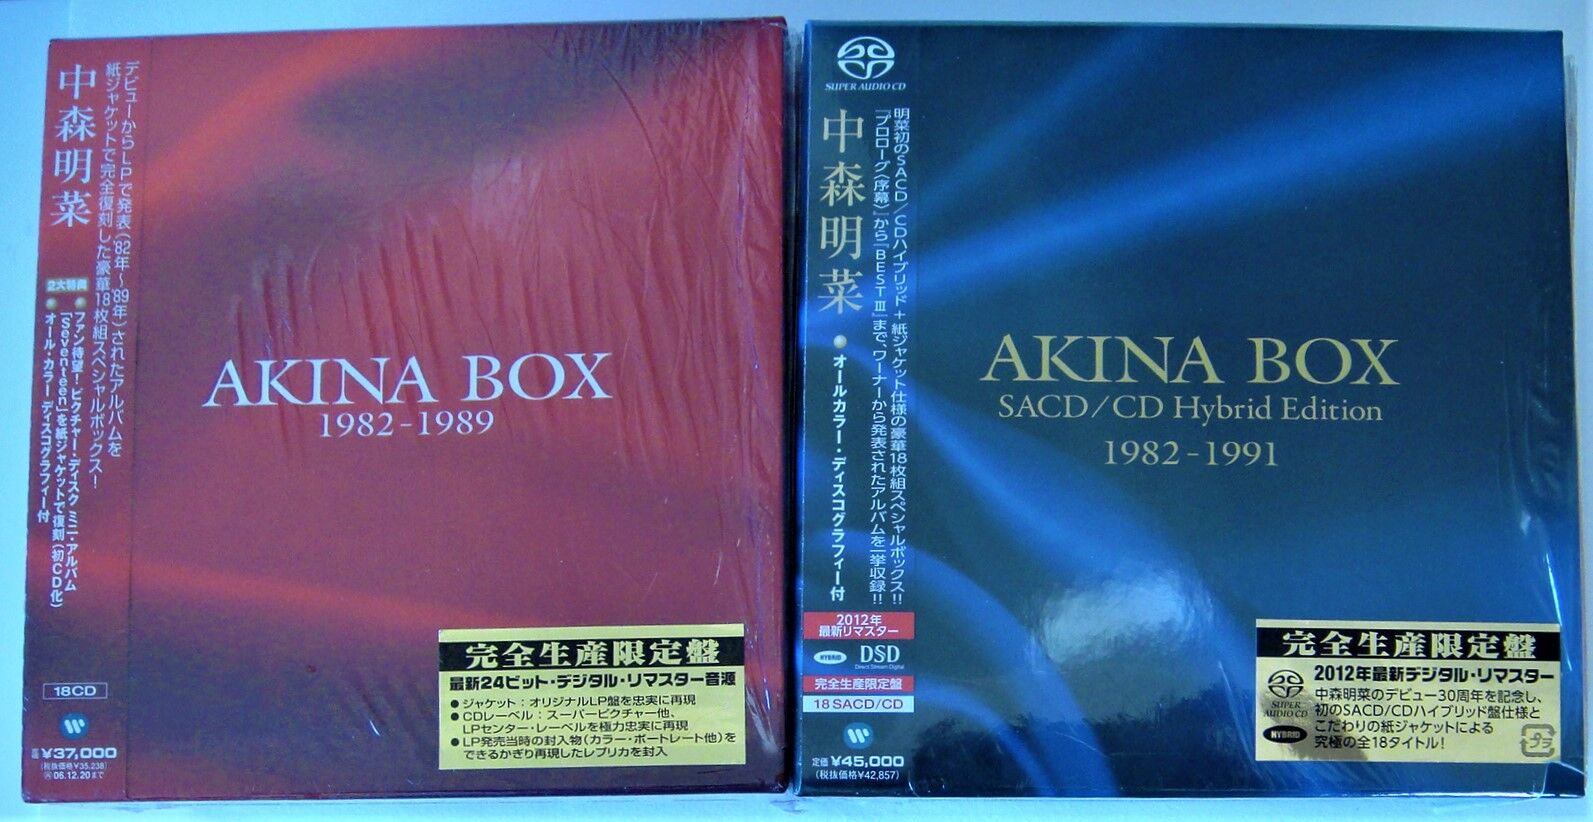 中森明菜
デビューからLPで発表('82年〜'89年)されたアルバムを
紙ジャケットで完全復刻した豪華18枚組スペシャルボックス!
2大特典
●ファン待望!ピクチャー・ディスク ミニ・アルバム
「Seventeen」を紙ジャケットで復刻(初CD化)
●オール・カラー ディスコグラフィー付
18CD
¥37,000
(税抜価格¥35,238)
06.12.20まで
AKINA BOX
1982-1989
完全生産限定盤
最新24ビット・デジタル・リマスター音源
●ジャケット:オリジナルLP盤を忠実に再現
●CDレーベル:スーパーピクチャー他、
LPセンター・レーベルを極力忠実に再現
●LP発売当時の封入物(カラー・ポートレート他)を
できるかぎり再現したレプリカを封入
SUPER AUDIO CD
中森明菜
明菜初のSACD/CDハイブリッド+紙ジャケット仕様の豪華18枚組スペシャルボックス!!
『プロローグ〈序幕〉』から『BEST Ⅲ』まで、ワーナーから発表されたアルバムを一挙収録!!
●オールカラー・ディスコグラフィー付
2012年
最新リマスター
HYBRID
DSD
Direct Stream Digital
完全生産限定盤
18 SACD/CD
定価 ¥45,000
(税抜価格¥42,857)
AKINA BOX
SACD/CD Hybrid Edition
1982-1991
完全生産限定盤
2012年最新デジタル・リマスター
SUPER AUDIO CD
HYBRID
中森明菜のデビュー30周年を記念し、
初のSACD/CDハイブリッド盤仕様と
こだわりの紙ジャケットによる
究極の全18タイトル!
プラ